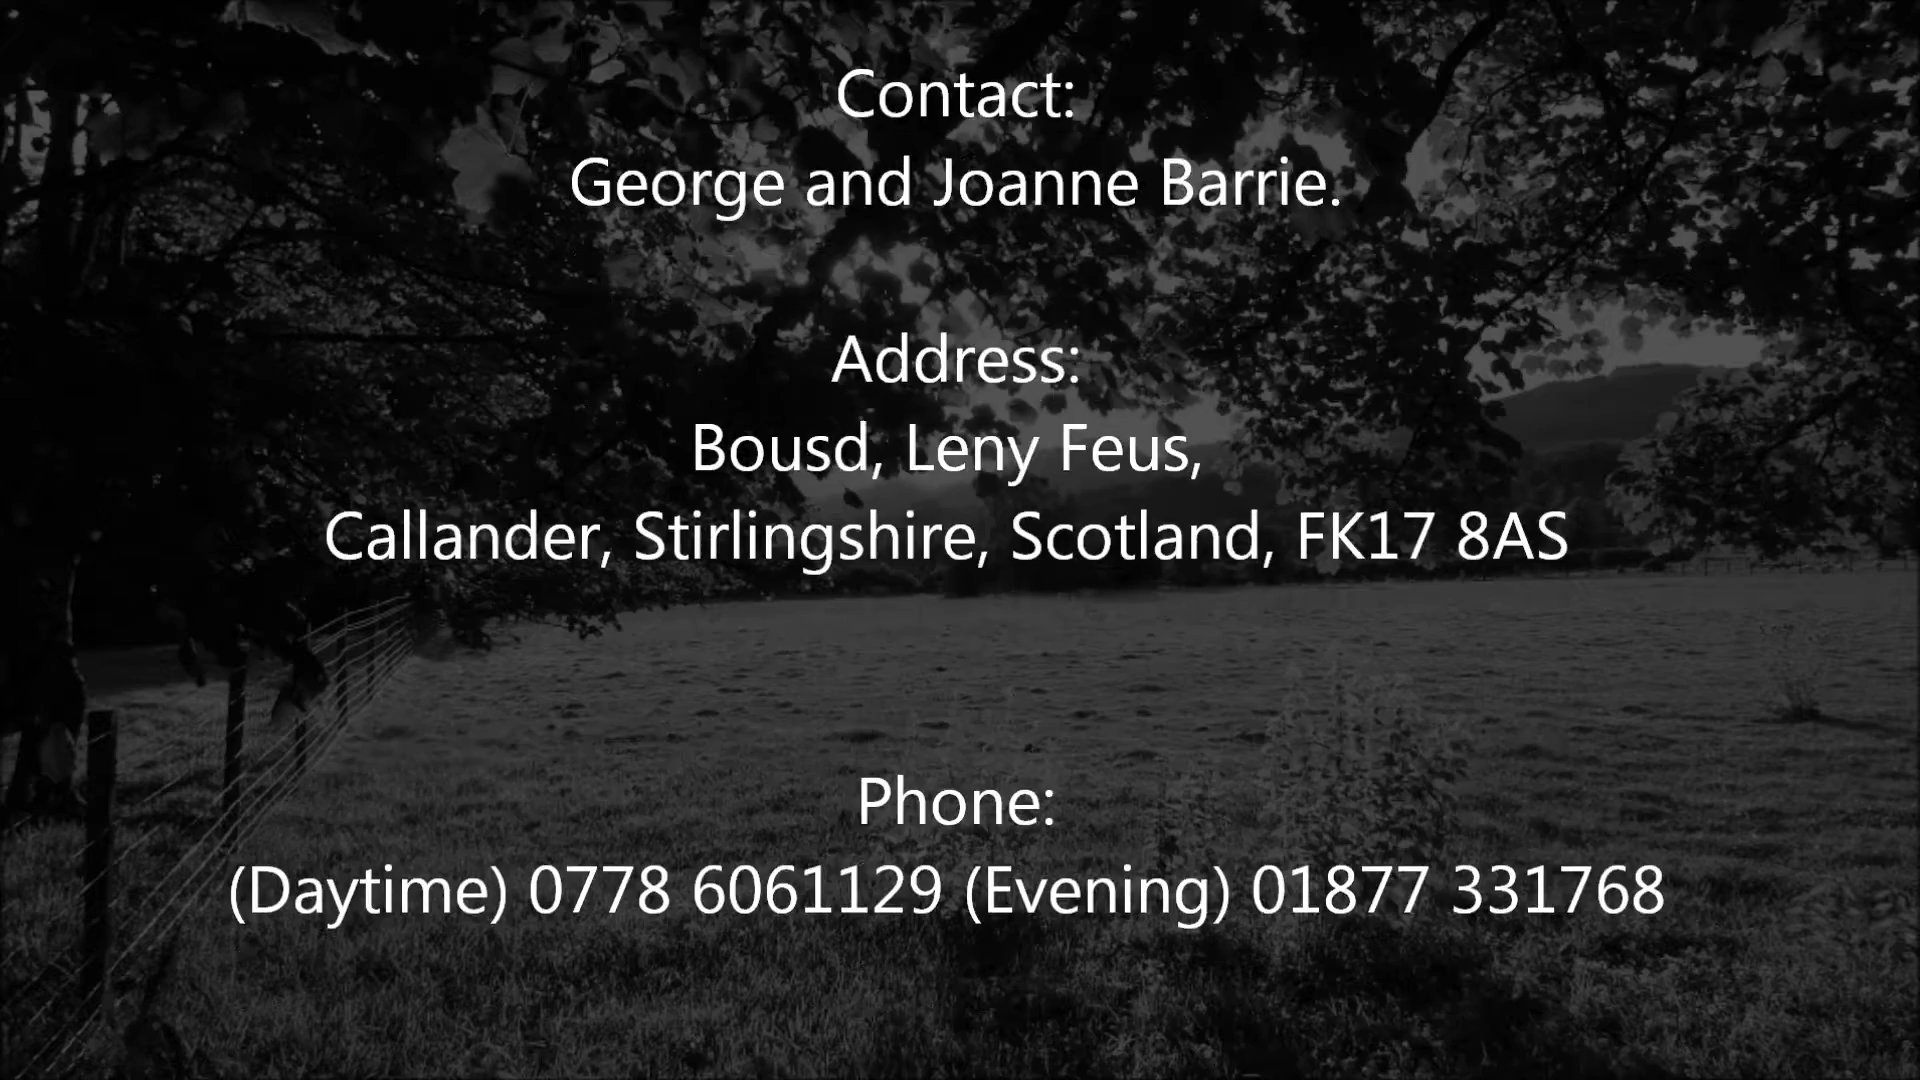 Contact:
George and Joanne Barrie.
Address:
Bousd, Leny Feus,
Callander, Stirlingshire, Scotland, FK17 8AS
Phone:
(Daytime) 0778 6061129 (Evening) 01877 331768